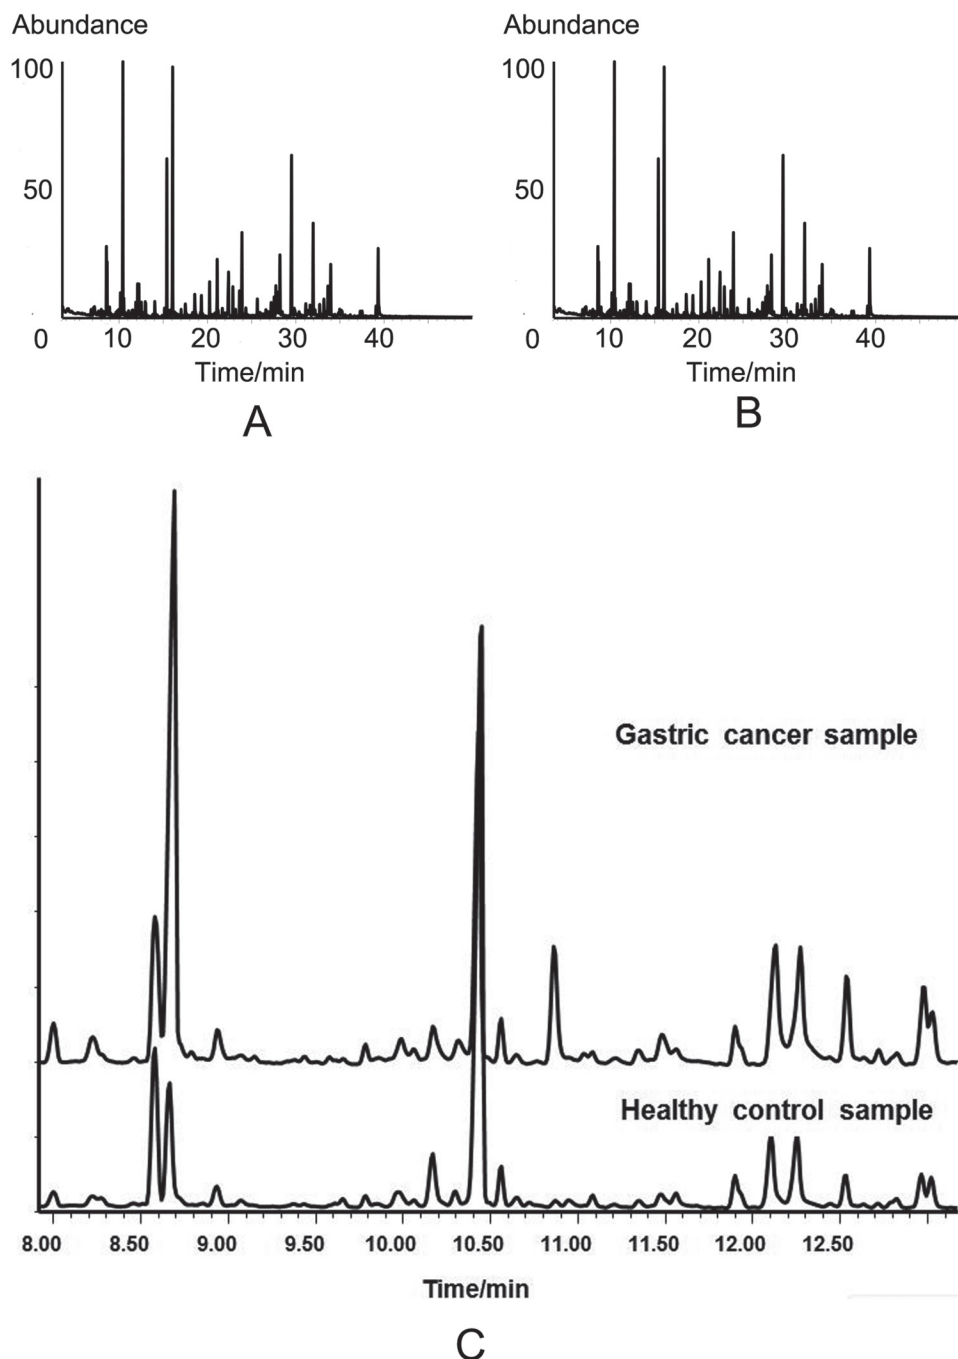 Abundance
100
50
0 10 20 30 40
Time/min
A
Abundance
100
50
0 10 20 30 40
Time/min
B
Gastric cancer sample
Healthy control sample
8.00 8.50 9.00 9.50 10.00 10.50 11.00 11.50 12.00 12.50
Time/min
C